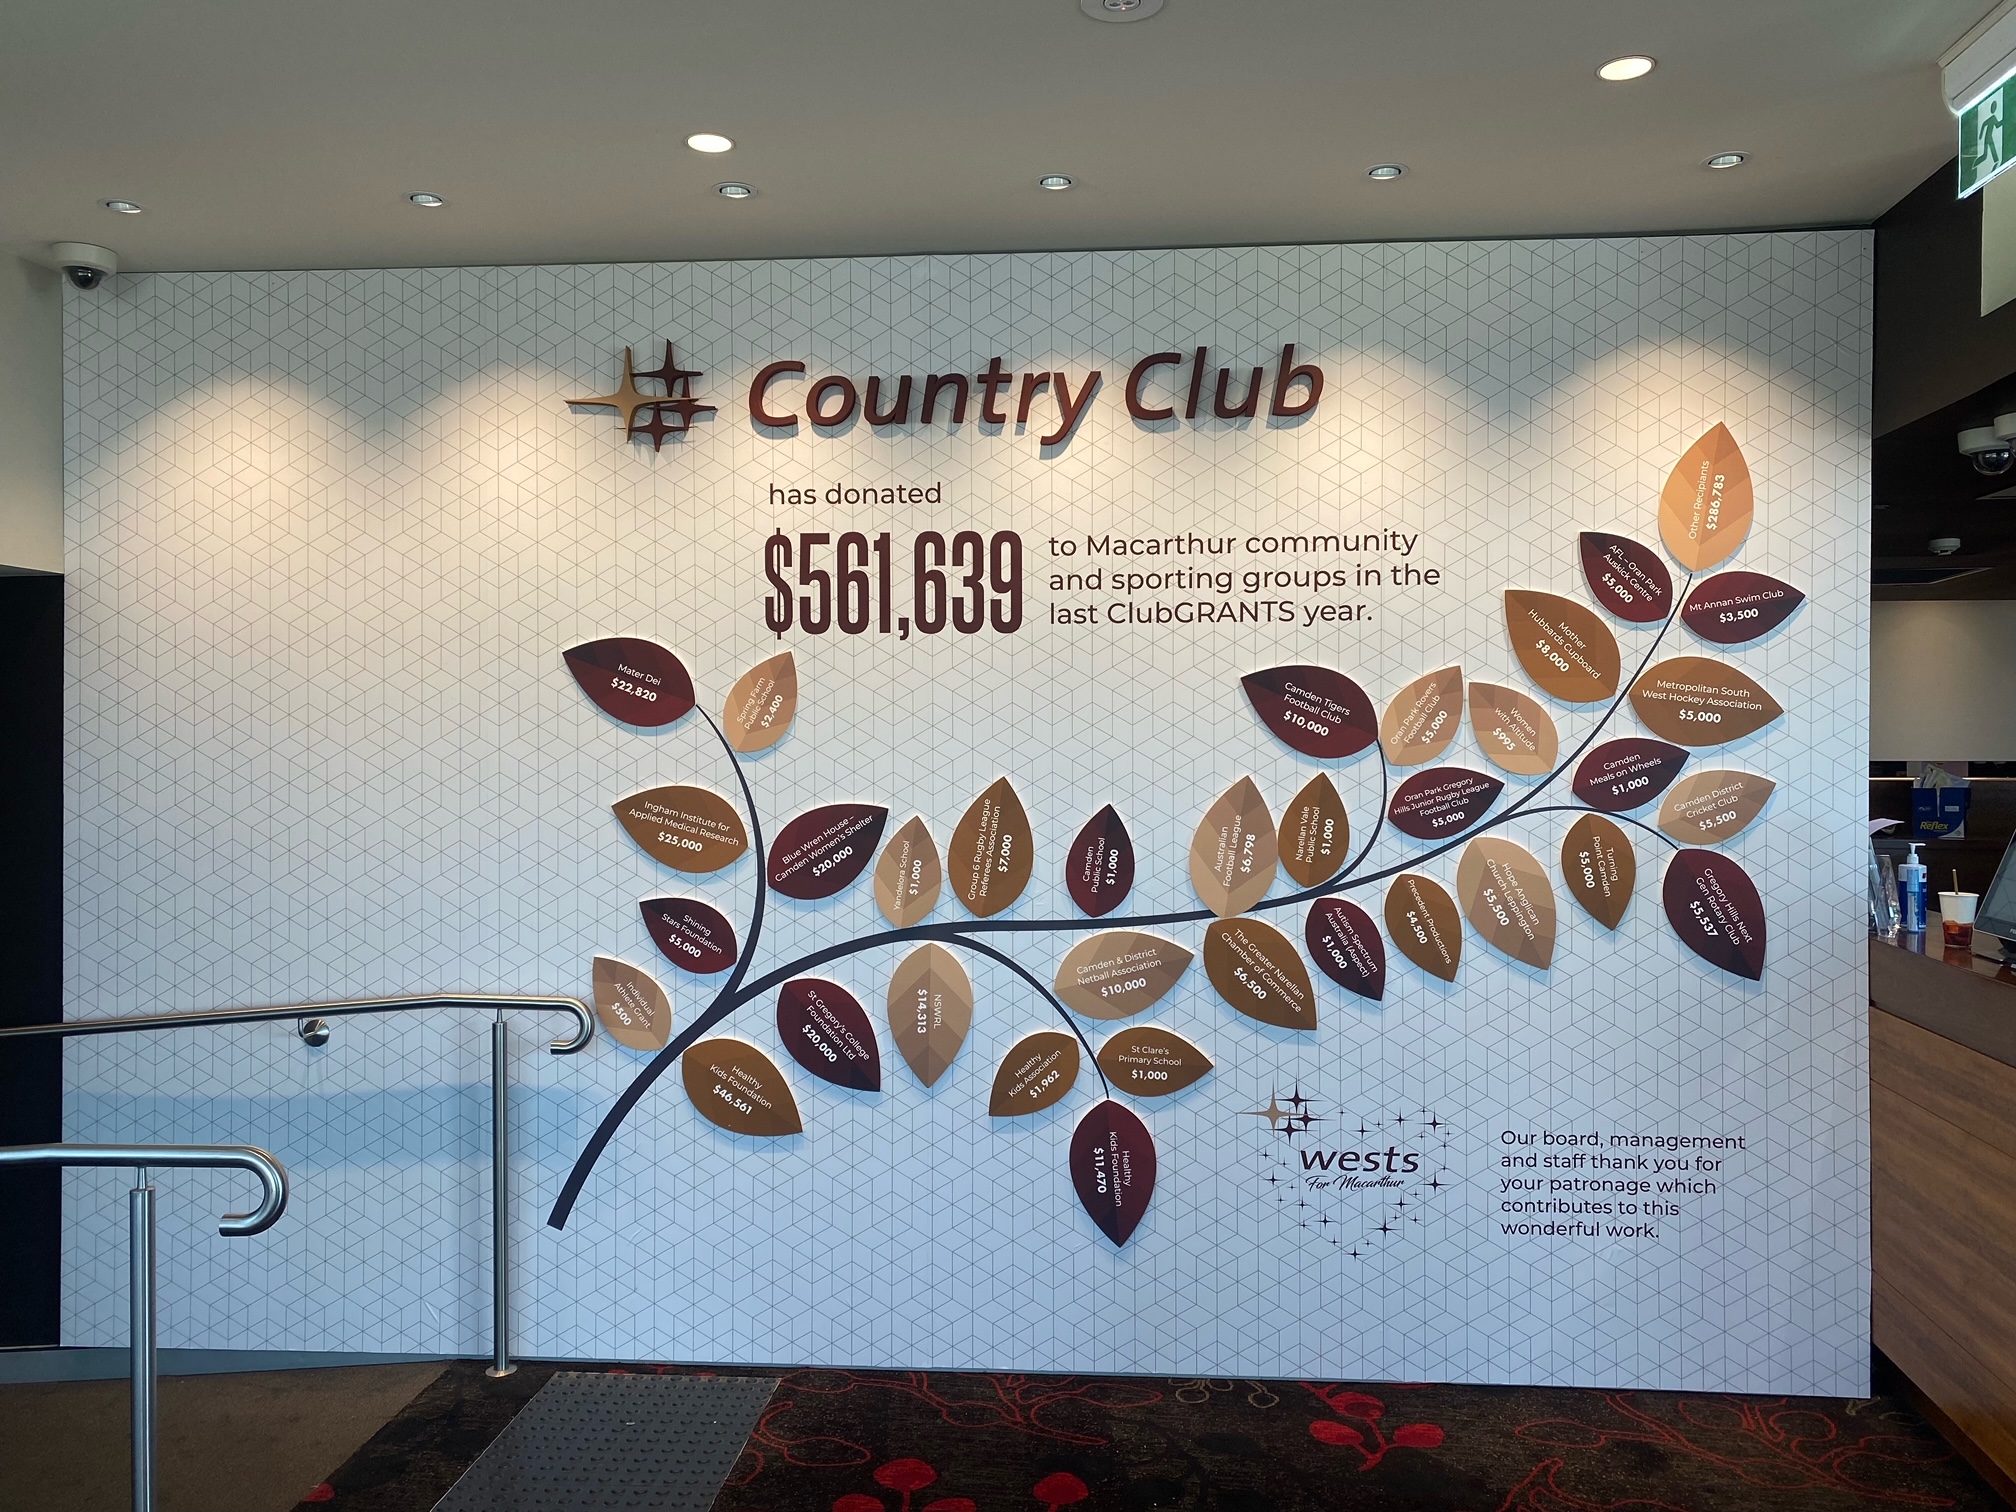 Country Club
has donated
$561,639
to Macarthur community
and sporting groups in the
last ClubGRANTS year.
Other Recipiants
$286,783
AFL – Oran Park
Auskick Centre
$5,000
Mt Annan Swim Club
$3,500
Mother
Hubbards Cupboard
$8,000
Metropolitan South
West Hockey Association
$5,000
Mater Dei
$22,820
Spring Farm
Public School
$2,400
Camden Tigers
Football Club
$10,000
Oran Park Rovers
Football Club
$5,000
Women
with Altitude
$995
Camden
Meals on Wheels
$1,000
Oran Park Gregory
Hills Junior Rugby League
Football Club
$5,000
Camden District
Cricket Club
$5,500
Ingham Institute for
Applied Medical Research
$25,000
Blue Wren House –
Camden Women's Shelter
$20,000
Yandelora School
$1,000
Group 6 Rugby League
Referees Association
$7,000
Camden
Public School
$1,000
Australian
Football League
$6,798
Narellan Vale
Public School
$1,000
Turning
Point Camden
$5,000
Hope Anglican
Church Leppington
$5,500
Gregory Hills Next
Gen Rotary Club
$5,537
Precedent Productions
$4,500
Autism Spectrum
Australia (Aspect)
$1,000
Shining
Stars Foundation
$5,000
The Greater Narellan
Chamber of Commerce
$6,500
Camden & District
Netball Association
$10,000
NSWRL
$14,313
St Gregory's College
Foundation Ltd
$20,000
Individual
Athlete Grant
$500
Healthy
Kids Foundation
$46,561
Healthy
Kids Association
$1,962
St Clare's
Primary School
$1,000
Healthy
Kids Foundation
$11,470
wests
For Macarthur
Our board, management
and staff thank you for
your patronage which
contributes to this
wonderful work.
Reflex